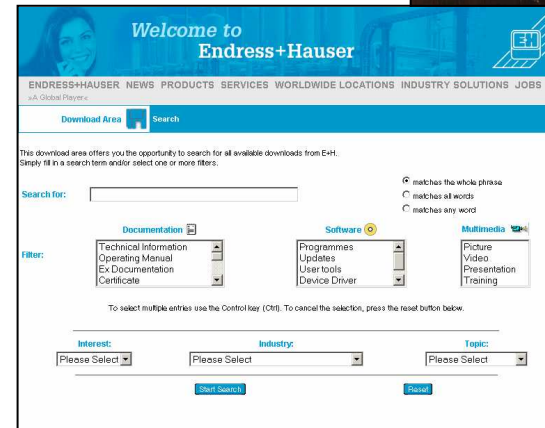 Welcome to
Endress+Hauser
EH
ENDRESS+HAUSER NEWS PRODUCTS SERVICES WORLDWIDE LOCATIONS INDUSTRY SOLUTIONS JOBS
»A Global Player«
Download Area Search
This download area offers you the opportunity to search for all available downloads from E+H.
Simply fill in a search term and/or select one or more filters.
Search for:
matches the whole phrase
matches all words
matches any word
Documentation Software Multimedia
Filter:
Technical Information Programmes Picture
Operating Manual Updates Video
Ex Documentation User tools Presentation
Certificate Device Driver Training
To select multiple entries use the Control key (Ctrl). To cancel the selection, press the reset button below.
Interest: Industry: Topic:
Please Select Please Select Please Select
Start Search Reset